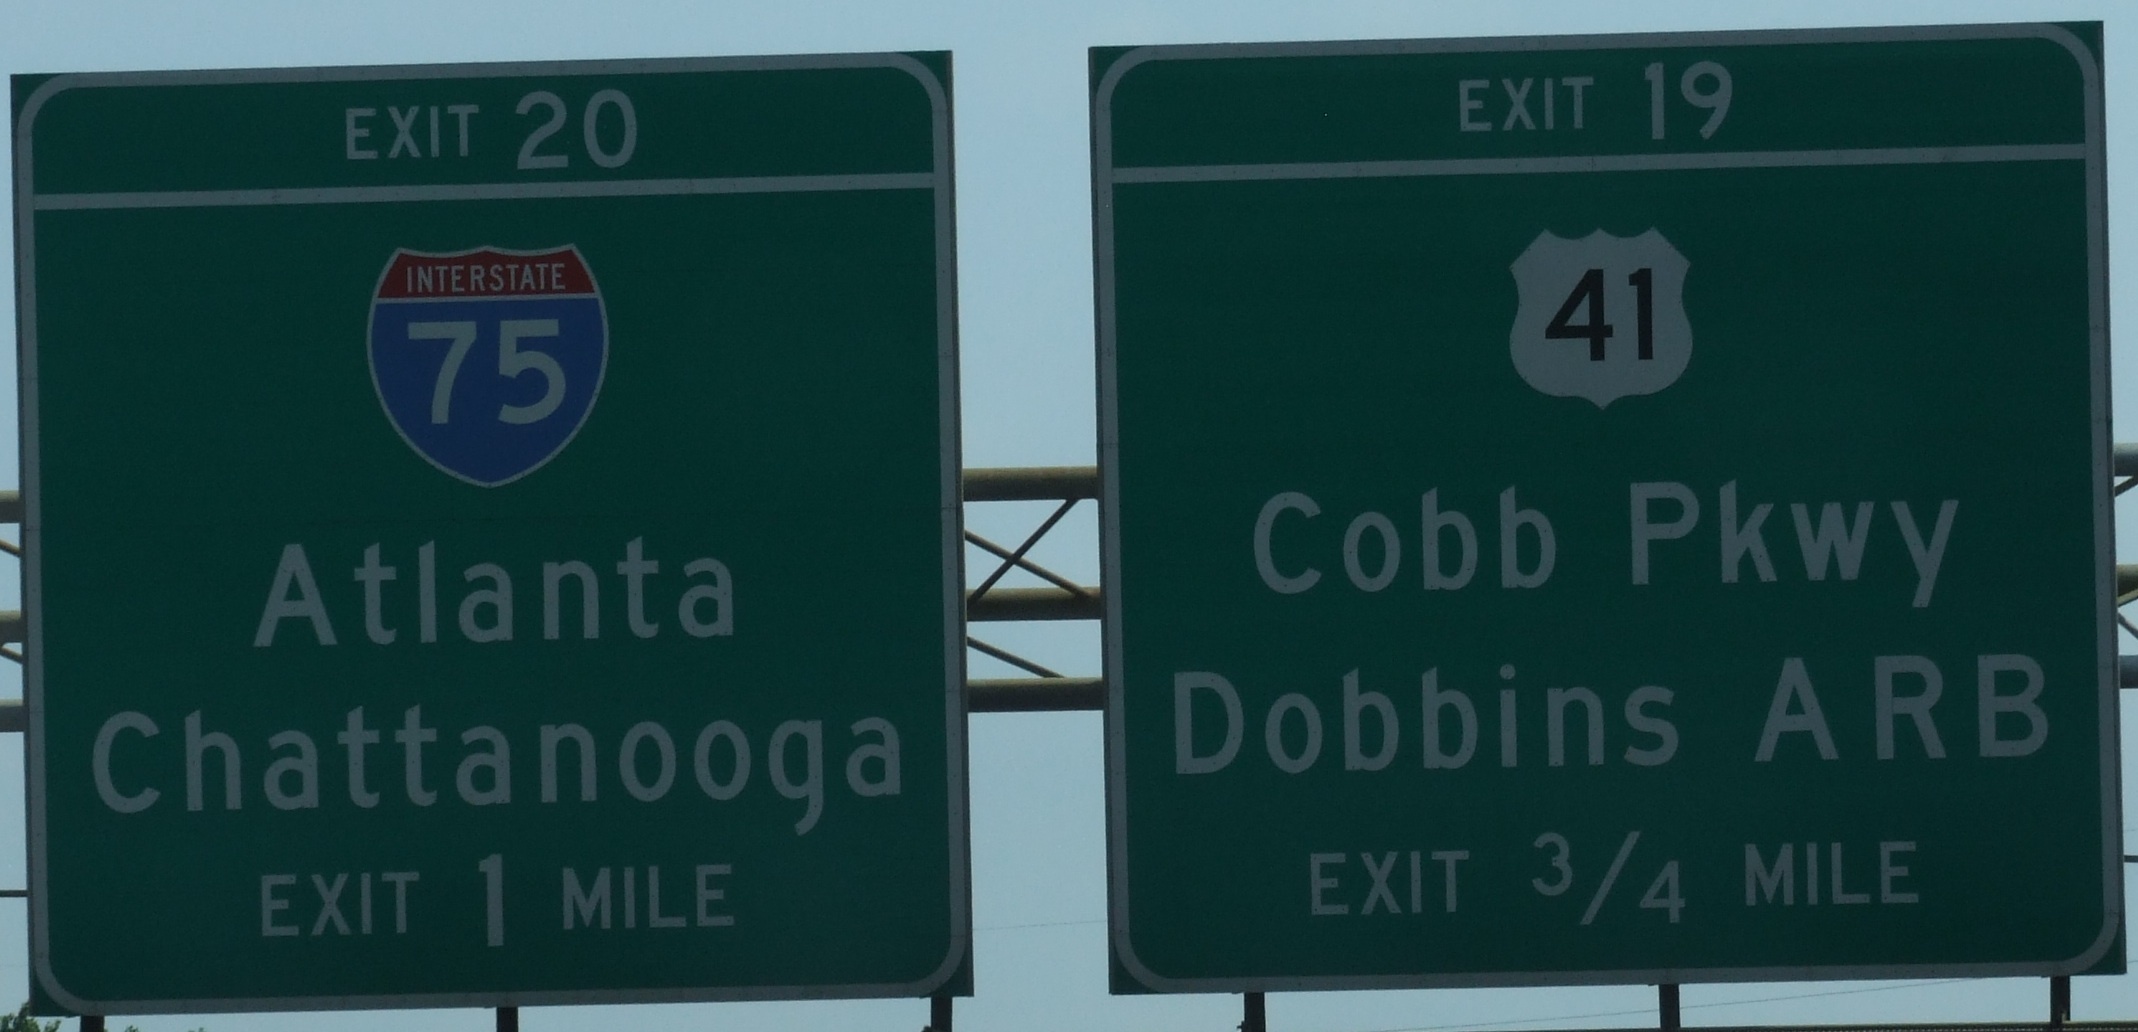 EXIT 20
INTERSTATE
75
Atlanta
Chattanooga
EXIT 1 MILE
EXIT 19
41
Cobb Pkwy
Dobbins ARB
EXIT 3/4 MILE